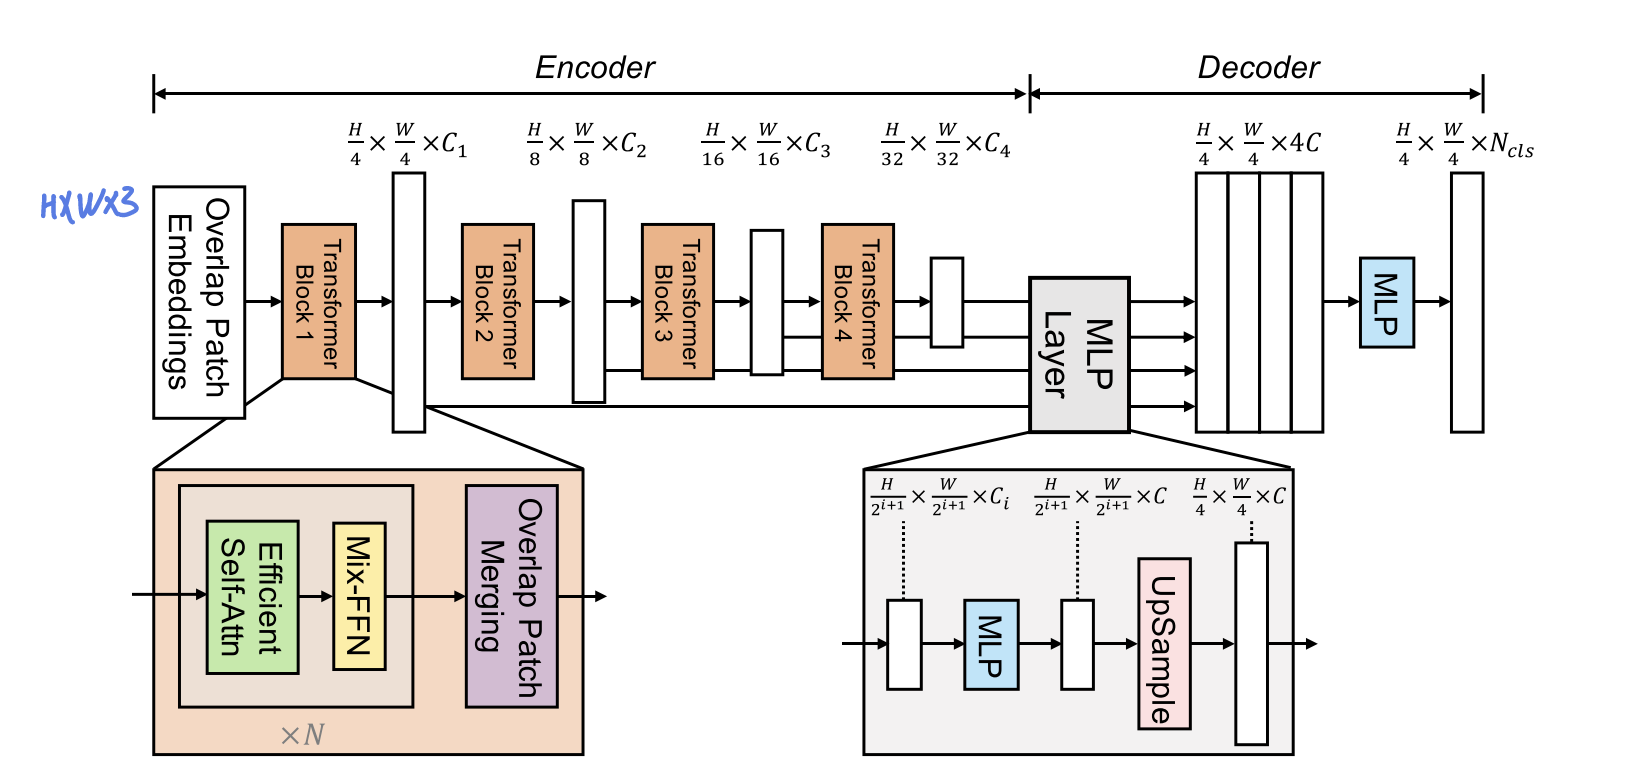 Encoder
Decoder
H/4 × W/4 × C₁
H/8 × W/8 × C₂
H/16 × W/16 × C₃
H/32 × W/32 × C₄
H/4 × W/4 × 4C
H/4 × W/4 × N_cls
H×W×3
Overlap Patch
Embeddings
Transformer
Block 1
Transformer
Block 2
Transformer
Block 3
Transformer
Block 4
MLP
Layer
MLP
Efficient
Self-Attn
Mix-FFN
Overlap Patch
Merging
×N
H/2^{i+1} × W/2^{i+1} × C_i
H/2^{i+1} × W/2^{i+1} × C
H/4 × W/4 × C
MLP
UpSample